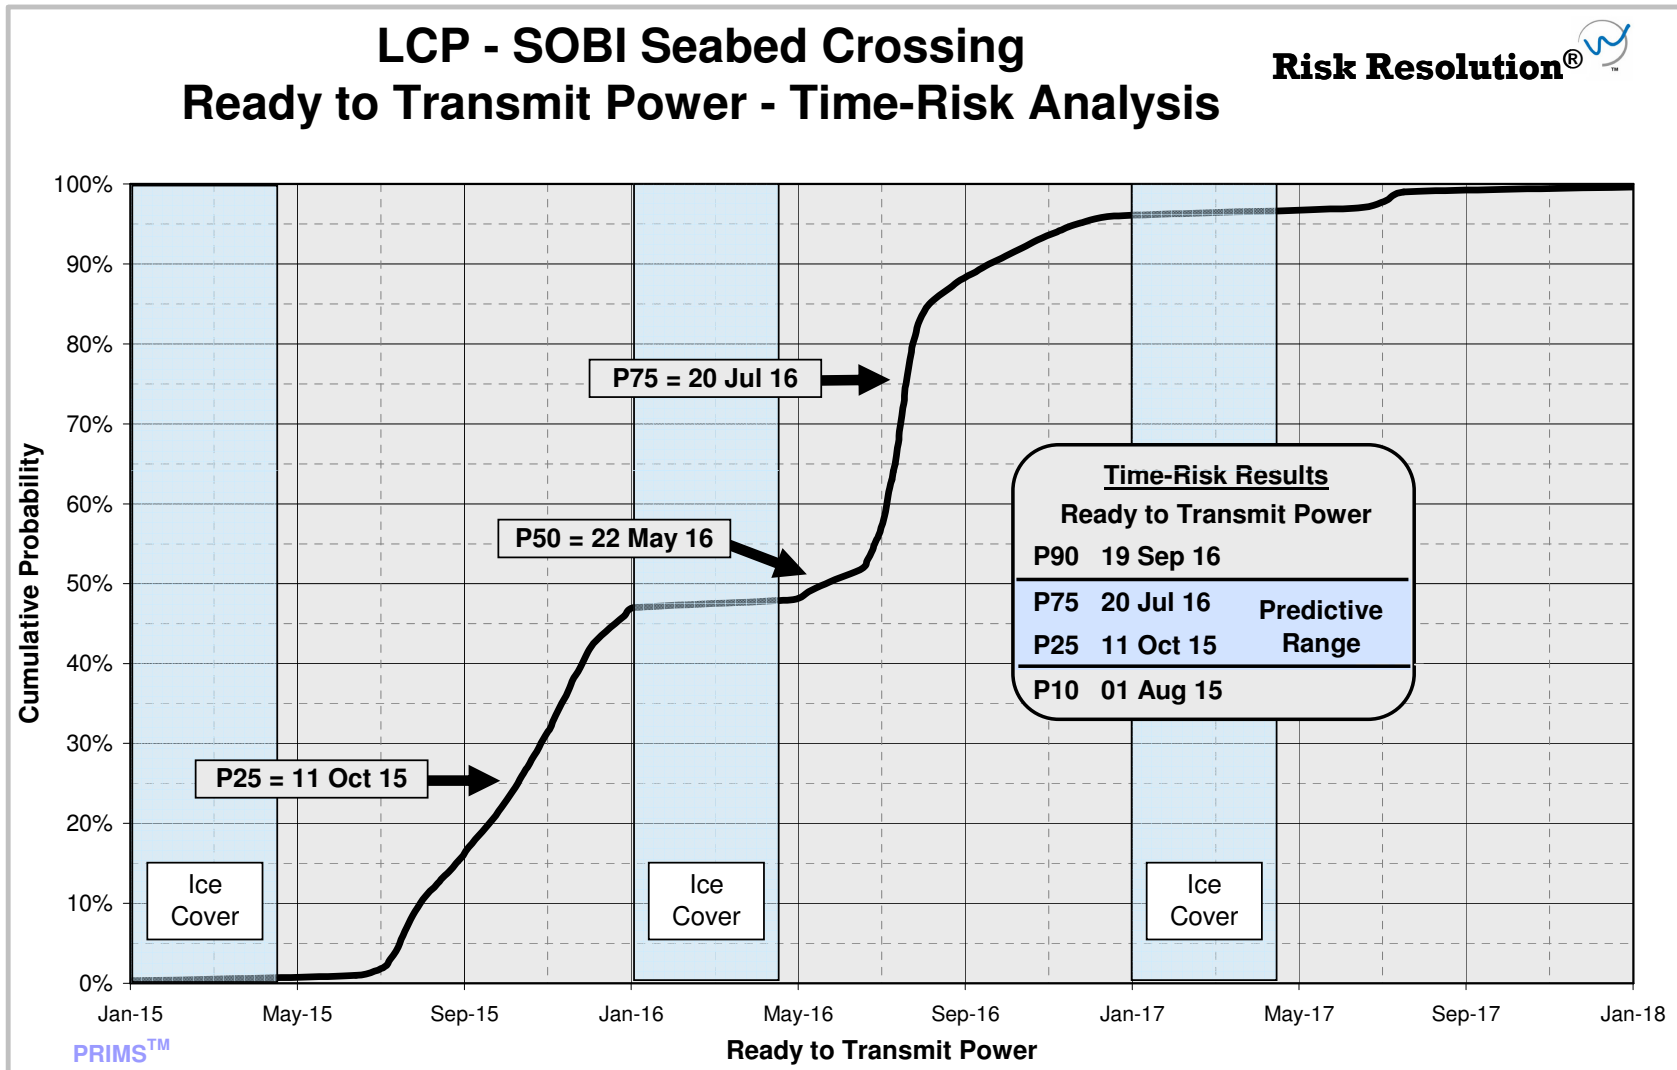 LCP - SOBI Seabed Crossing
Ready to Transmit Power - Time-Risk Analysis
Risk Resolution®
TM
100%
90%
80%
70%
60%
50%
40%
30%
20%
10%
0%
Cumulative Probability
P75 = 20 Jul 16
P50 = 22 May 16
P25 = 11 Oct 15
Time-Risk Results
Ready to Transmit Power
P90 19 Sep 16
P75 20 Jul 16
P25 11 Oct 15
Predictive
Range
P10 01 Aug 15
Ice
Cover
Ice
Cover
Ice
Cover
Jan-15 May-15 Sep-15 Jan-16 May-16 Sep-16 Jan-17 May-17 Sep-17 Jan-18
Ready to Transmit Power
PRIMS™